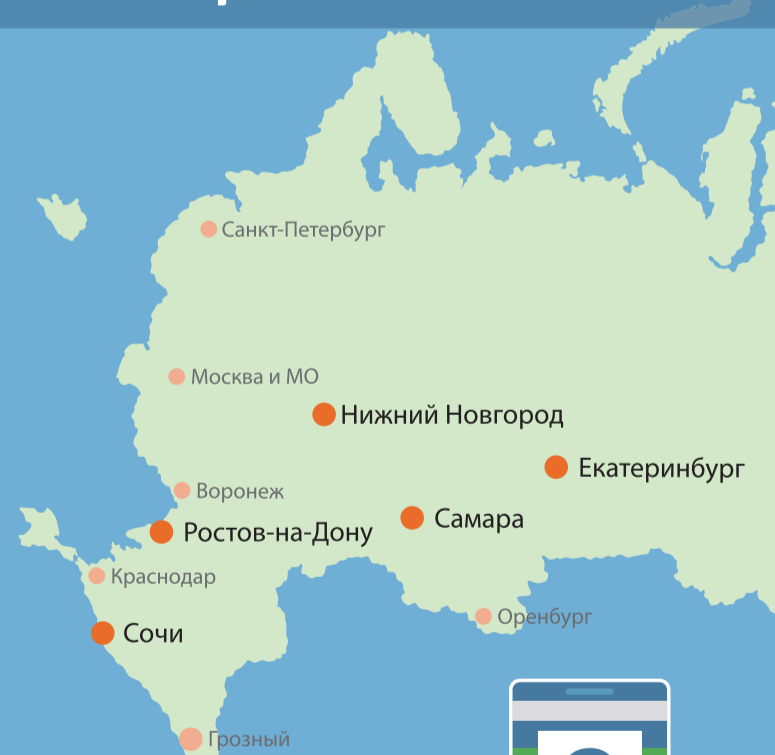 Санкт-Петербург
Москва и МО
Нижний Новгород
Екатеринбург
Воронеж
Самара
Ростов-на-Дону
Краснодар
Оренбург
Сочи
Грозный